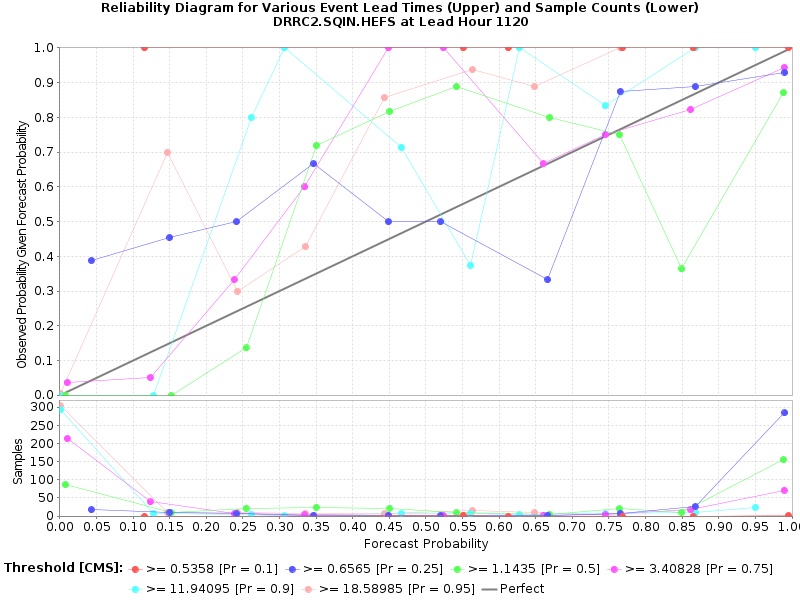 Reliability Diagram for Various Event Lead Times (Upper) and Sample Counts (Lower)
DRRC2.SQIN.HEFS at Lead Hour 1120
Observed Probability Given Forecast Probability
1.0
0.9
0.8
0.7
0.6
0.5
0.4
0.3
0.2
0.1
0.0
Samples
300
250
200
150
100
50
0
0.00 0.05 0.10 0.15 0.20 0.25 0.30 0.35 0.40 0.45 0.50 0.55 0.60 0.65 0.70 0.75 0.80 0.85 0.90 0.95 1.00
Forecast Probability
Threshold [CMS]: >= 0.5358 [Pr = 0.1] >= 0.6565 [Pr = 0.25] >= 1.1435 [Pr = 0.5] >= 3.40828 [Pr = 0.75]
>= 11.94095 [Pr = 0.9] >= 18.58985 [Pr = 0.95] Perfect